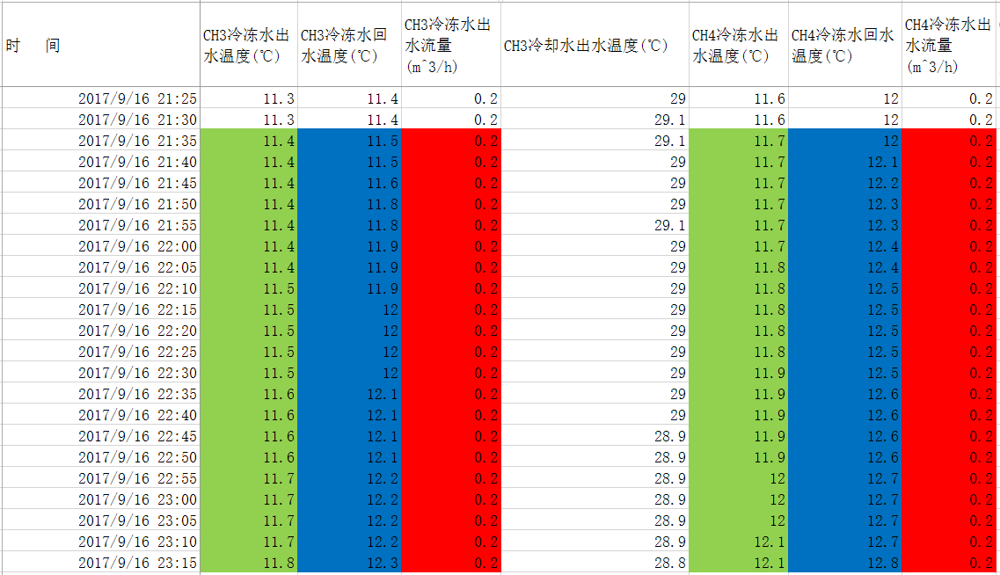 时 间 CH3冷冻水出水温度(℃) CH3冷冻水回水温度(℃) CH3冷冻水出水流量(m^3/h) CH3冷却水出水温度(℃) CH4冷冻水出水温度(℃) CH4冷冻水回水温度(℃) CH4冷冻水出水流量(m^3/h)
2017/9/16 21:25 11.3 11.4 0.2 29 11.6 12 0.2
2017/9/16 21:30 11.3 11.4 0.2 29.1 11.6 12 0.2
2017/9/16 21:35 11.4 11.5 0.2 29.1 11.7 12 0.2
2017/9/16 21:40 11.4 11.5 0.2 29 11.7 12.1 0.2
2017/9/16 21:45 11.4 11.6 0.2 29 11.7 12.2 0.2
2017/9/16 21:50 11.4 11.8 0.2 29 11.7 12.3 0.2
2017/9/16 21:55 11.4 11.8 0.2 29.1 11.7 12.3 0.2
2017/9/16 22:00 11.4 11.9 0.2 29 11.7 12.4 0.2
2017/9/16 22:05 11.4 11.9 0.2 29 11.8 12.4 0.2
2017/9/16 22:10 11.5 11.9 0.2 29 11.8 12.5 0.2
2017/9/16 22:15 11.5 12 0.2 29 11.8 12.5 0.2
2017/9/16 22:20 11.5 12 0.2 29 11.8 12.5 0.2
2017/9/16 22:25 11.5 12 0.2 29 11.8 12.5 0.2
2017/9/16 22:30 11.5 12 0.2 29 11.9 12.5 0.2
2017/9/16 22:35 11.6 12.1 0.2 29 11.9 12.6 0.2
2017/9/16 22:40 11.6 12.1 0.2 29 11.9 12.6 0.2
2017/9/16 22:45 11.6 12.1 0.2 28.9 11.9 12.6 0.2
2017/9/16 22:50 11.6 12.1 0.2 28.9 11.9 12.6 0.2
2017/9/16 22:55 11.7 12.2 0.2 28.9 12 12.7 0.2
2017/9/16 23:00 11.7 12.2 0.2 28.9 12 12.7 0.2
2017/9/16 23:05 11.7 12.2 0.2 28.9 12 12.7 0.2
2017/9/16 23:10 11.7 12.2 0.2 28.9 12.1 12.7 0.2
2017/9/16 23:15 11.8 12.3 0.2 28.8 12.1 12.8 0.2